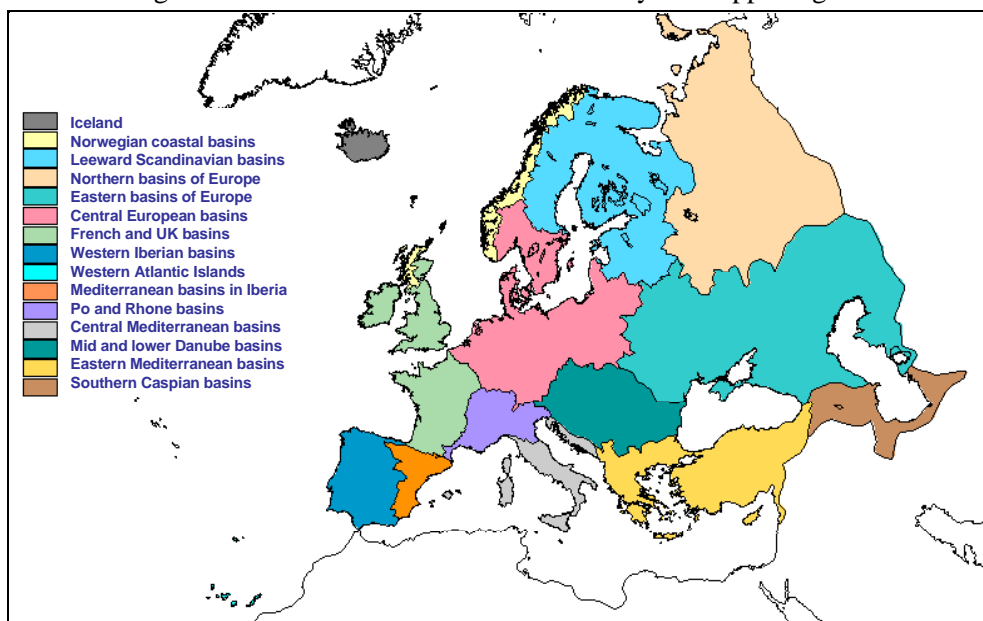 Iceland
Norwegian coastal basins
Leeward Scandinavian basins
Northern basins of Europe
Eastern basins of Europe
Central European basins
French and UK basins
Western Iberian basins
Western Atlantic Islands
Mediterranean basins in Iberia
Po and Rhone basins
Central Mediterranean basins
Mid and lower Danube basins
Eastern Mediterranean basins
Southern Caspian basins